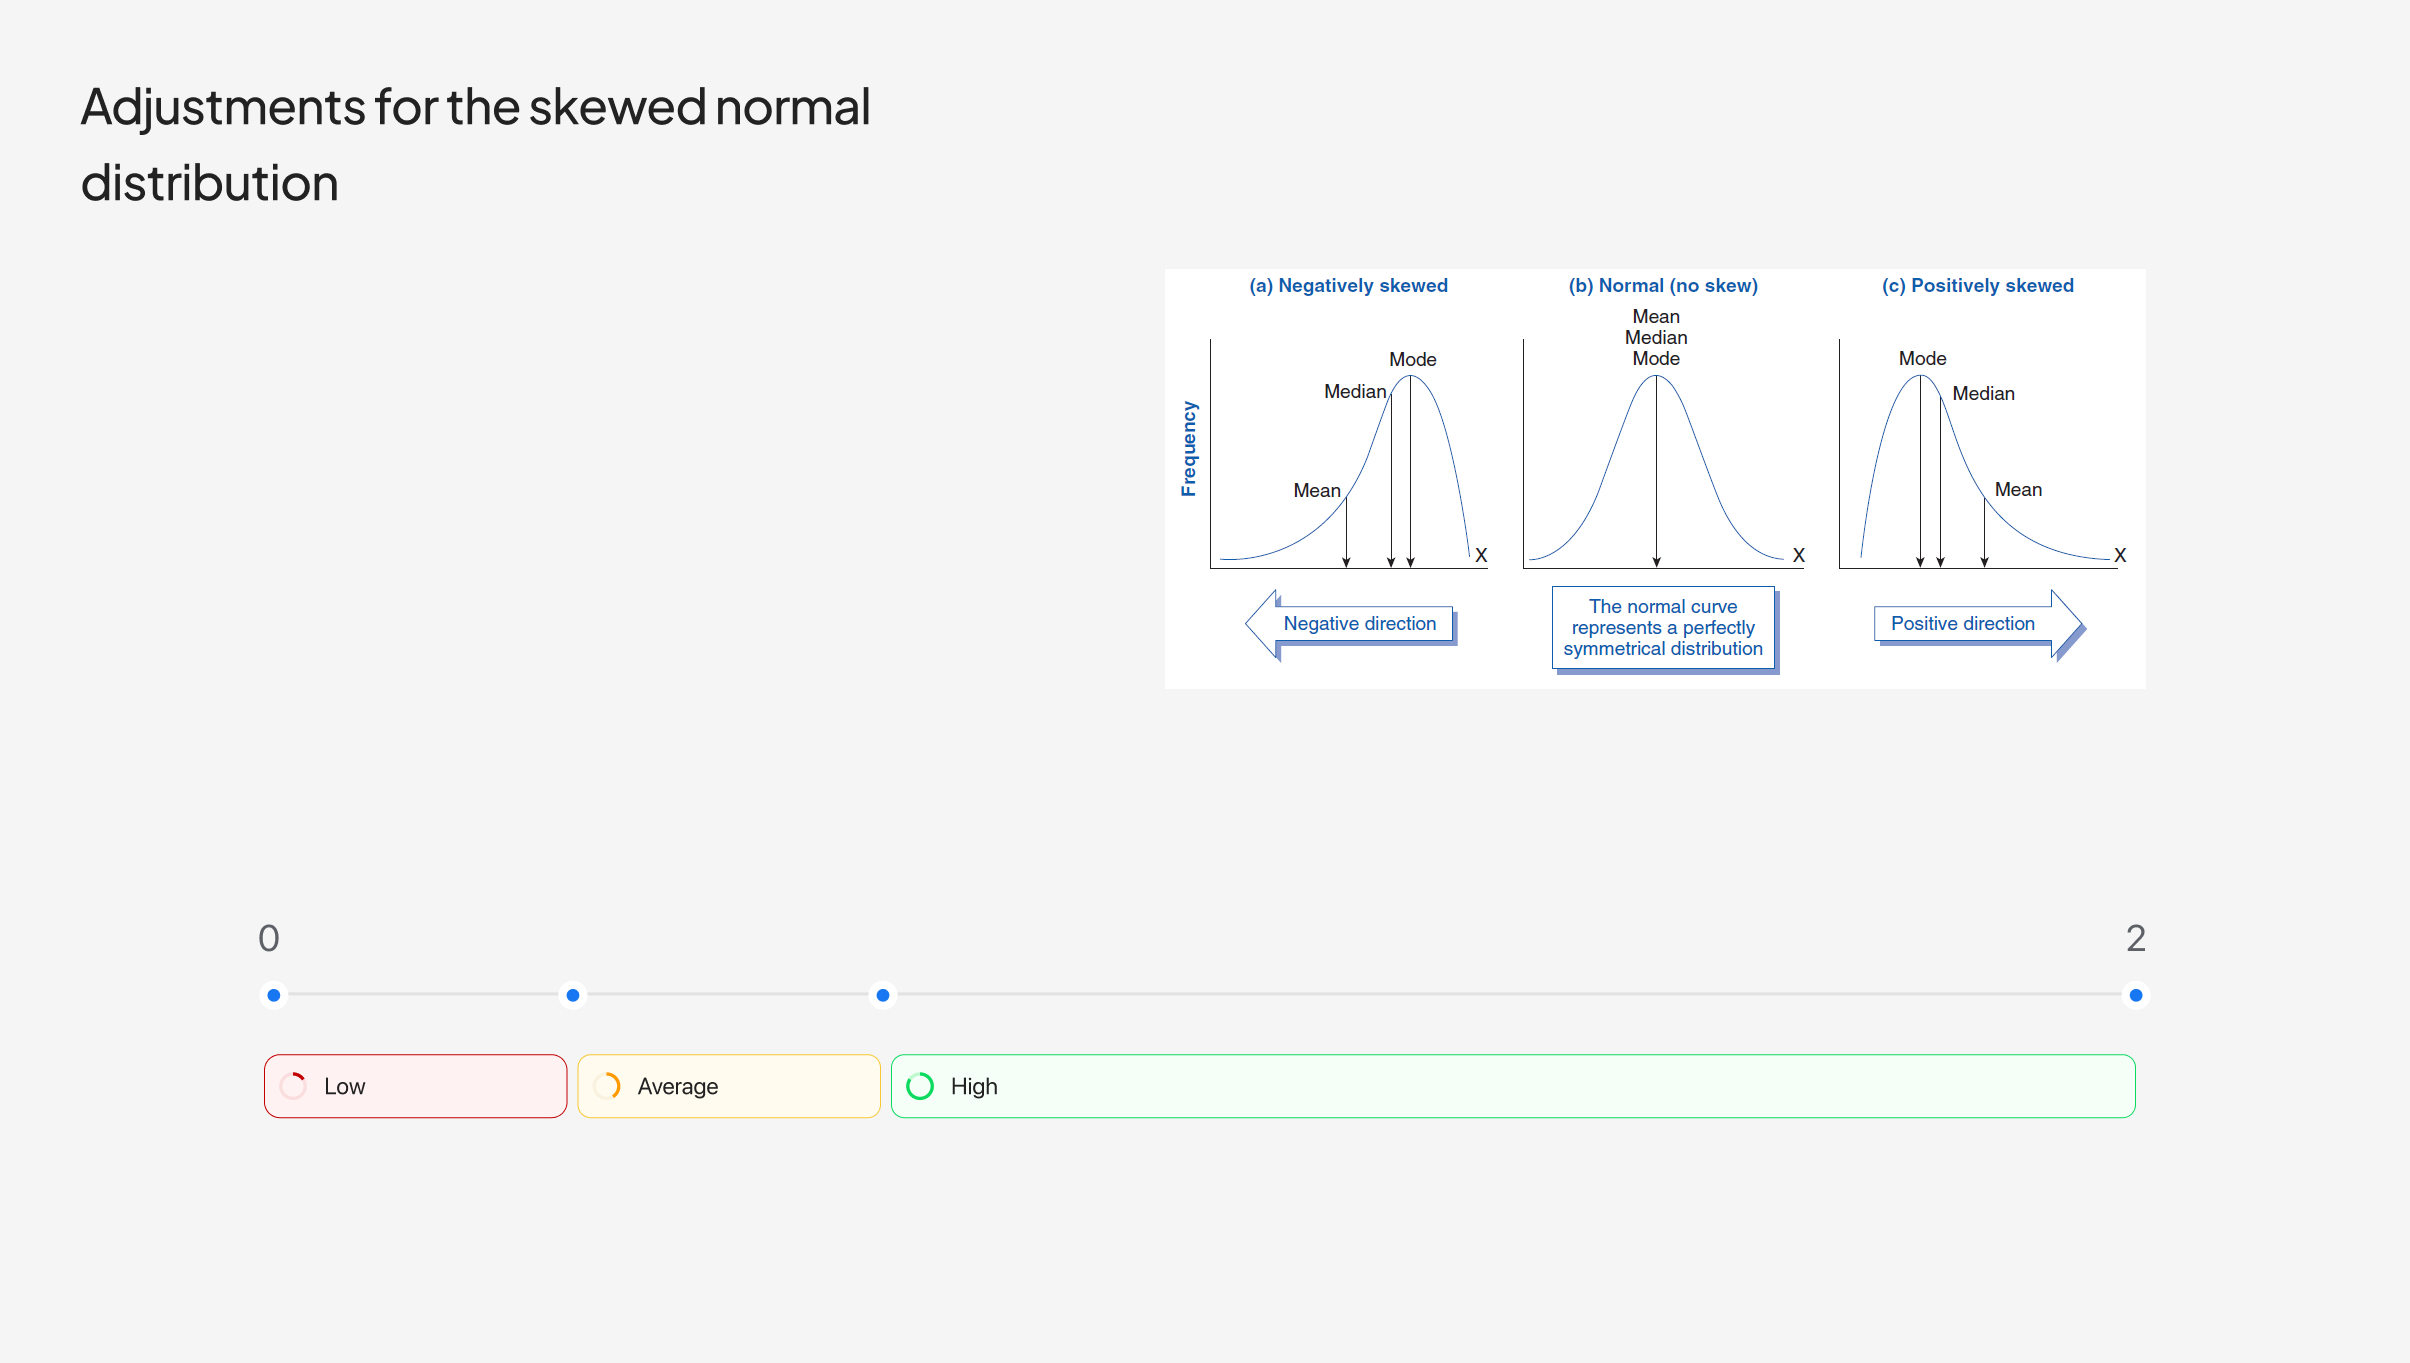 Adjustments for the skewed normal
distribution
(a) Negatively skewed
(b) Normal (no skew)
(c) Positively skewed
Frequency
Mode
Median
Mean
X
Negative direction
Mean
Median
Mode
X
The normal curve
represents a perfectly
symmetrical distribution
Mode
Median
Mean
X
Positive direction
0
2
Low
Average
High